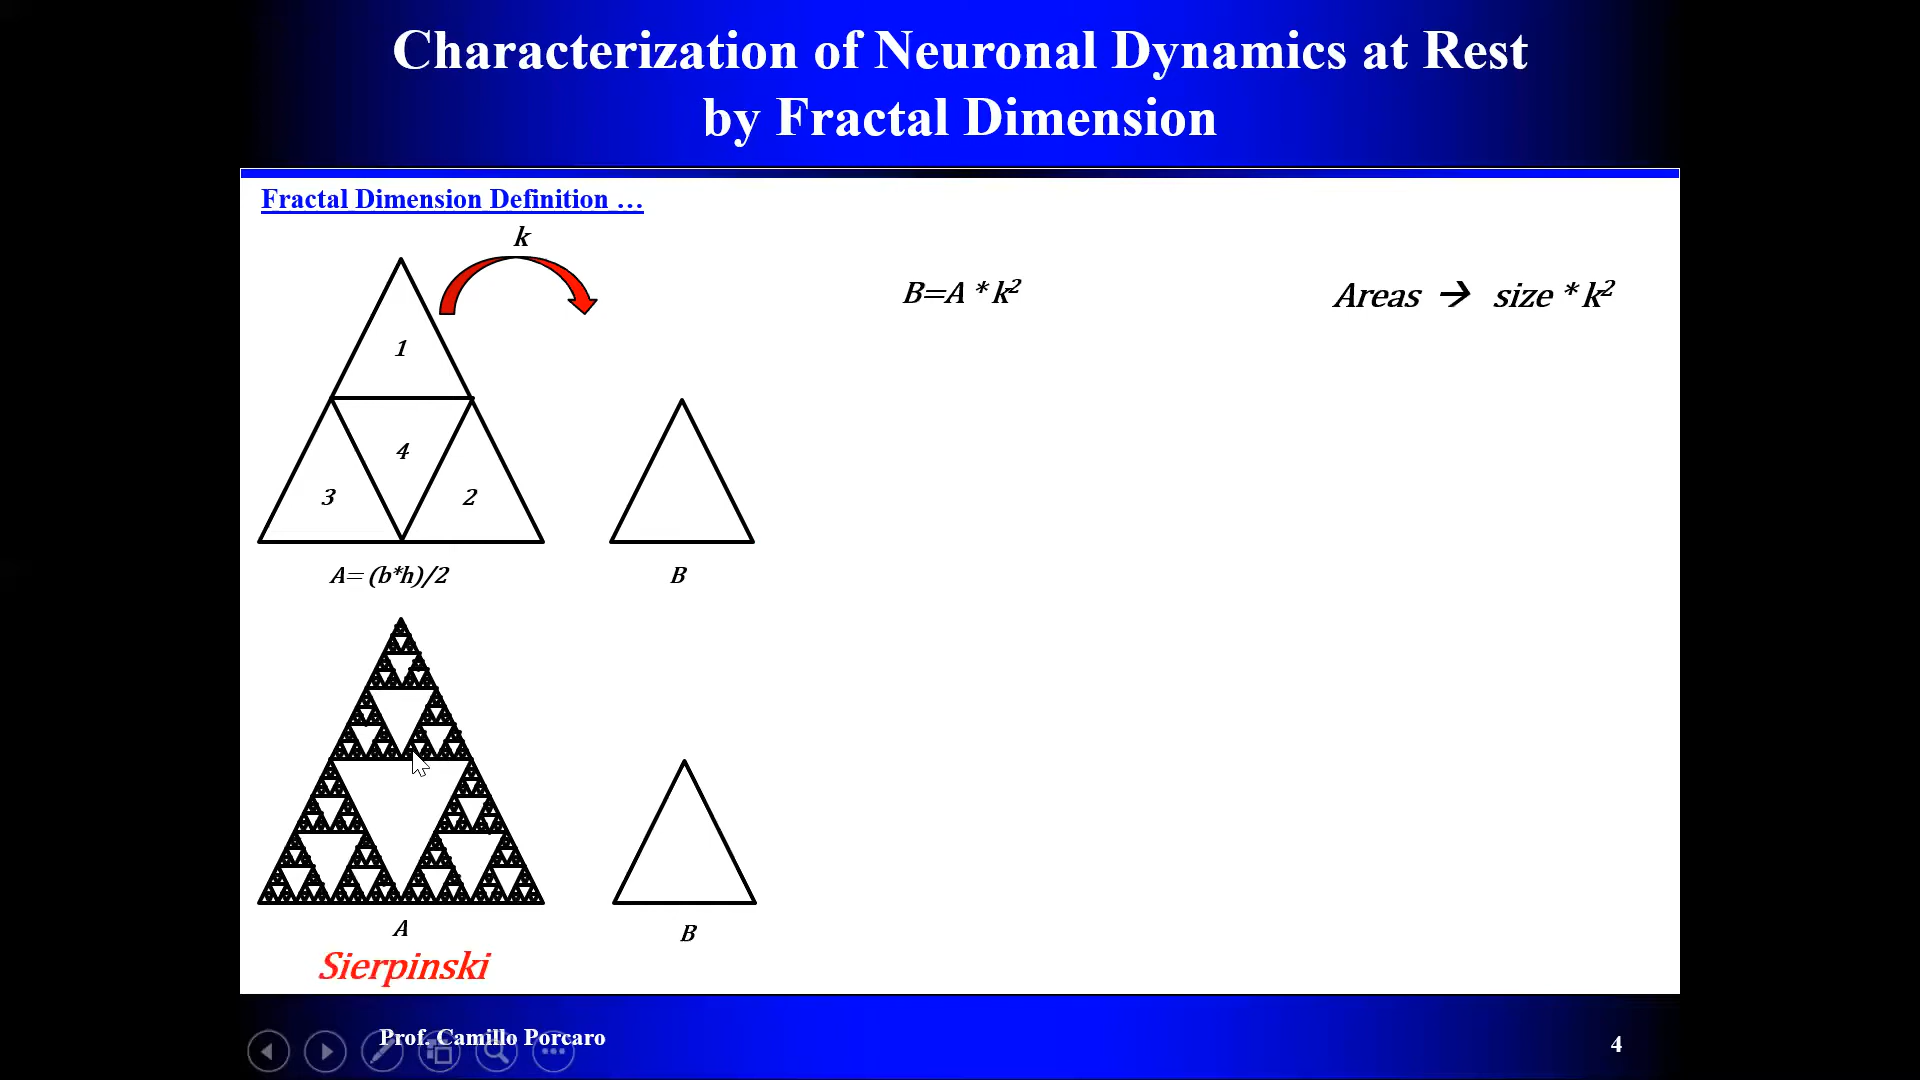 Characterization of Neuronal Dynamics at Rest
by Fractal Dimension
Fractal Dimension Definition …
k
B=A * k²
Areas → size * k²
1
4
3
2
A= (b*h)/2
B
A
B
Sierpinski
Prof. Camillo Porcaro
4